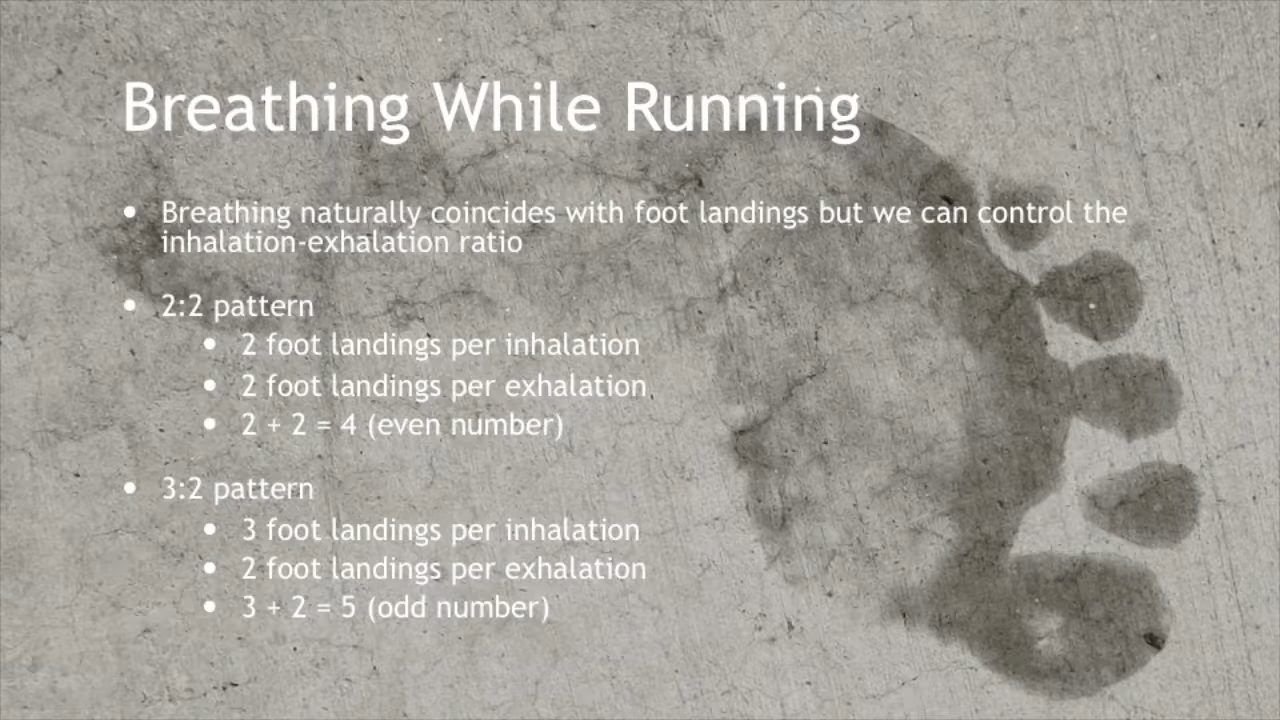 Breathing While Running
• Breathing naturally coincides with foot landings but we can control the
inhalation-exhalation ratio
• 2:2 pattern
• 2 foot landings per inhalation
• 2 foot landings per exhalation
• 2 + 2 = 4 (even number)
• 3:2 pattern
• 3 foot landings per inhalation
• 2 foot landings per exhalation
• 3 + 2 = 5 (odd number)